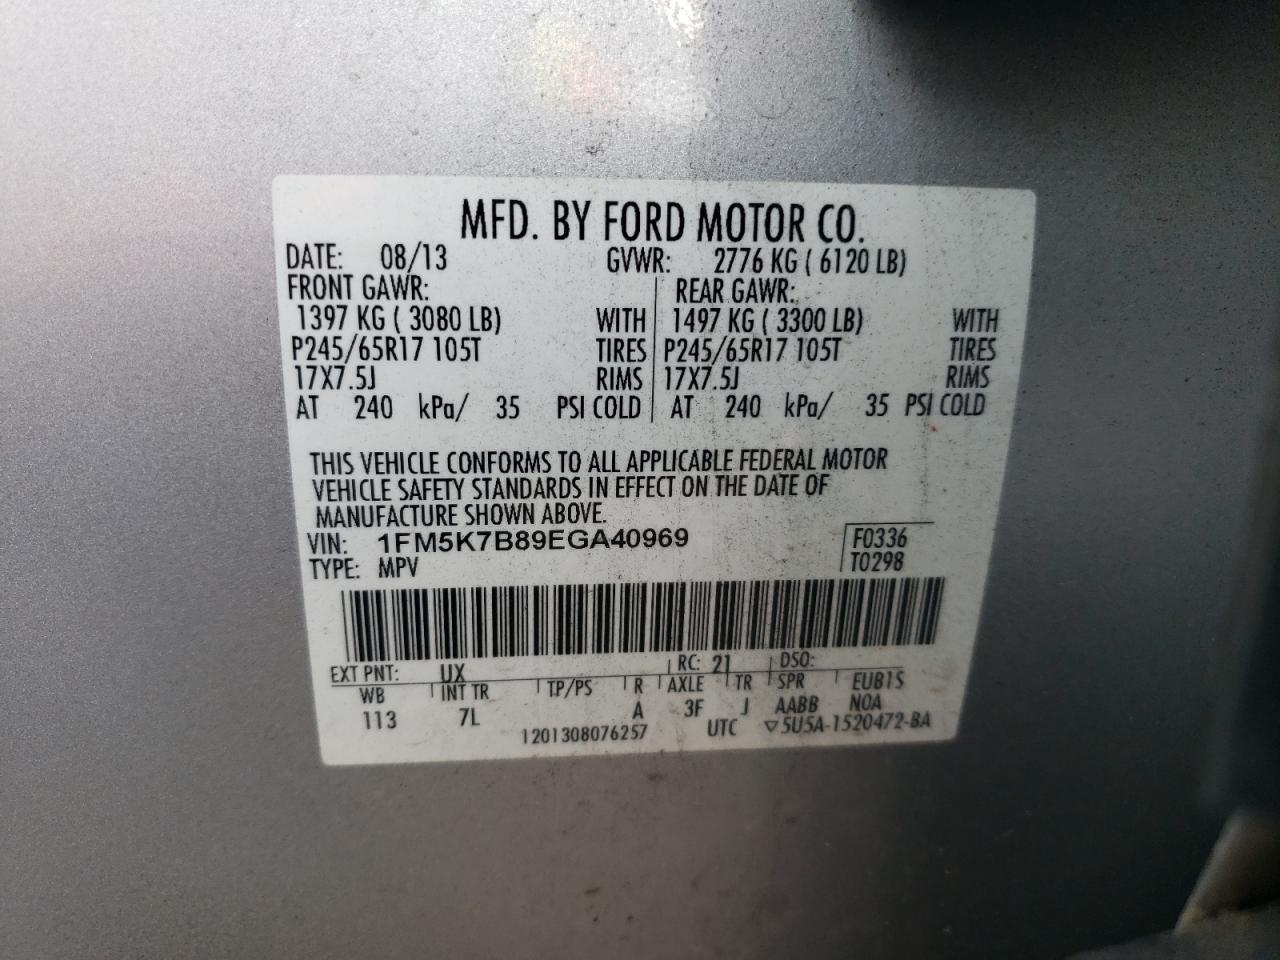 MFD. BY FORD MOTOR CO.
DATE: 08/13 GVWR: 2776 KG ( 6120 LB)
FRONT GAWR: REAR GAWR:
1397 KG ( 3080 LB) WITH 1497 KG ( 3300 LB) WITH
P245/65R17 105T TIRES P245/65R17 105T TIRES
17X7.5J RIMS 17X7.5J RIMS
AT 240 kPa/ 35 PSI COLD AT 240 kPa/ 35 PSI COLD
THIS VEHICLE CONFORMS TO ALL APPLICABLE FEDERAL MOTOR
VEHICLE SAFETY STANDARDS IN EFFECT ON THE DATE OF
MANUFACTURE SHOWN ABOVE.
VIN: 1FM5K7B89EGA40969 F0336
TYPE: MPV T0298
EXT PNT: UX RC: 21 DSO:
WB INT TR TP/PS R AXLE TR SPR EUB1S
113 7L A 3F J AABB N0A
1201308076257 UTC ▽5U5A-1520472-BA